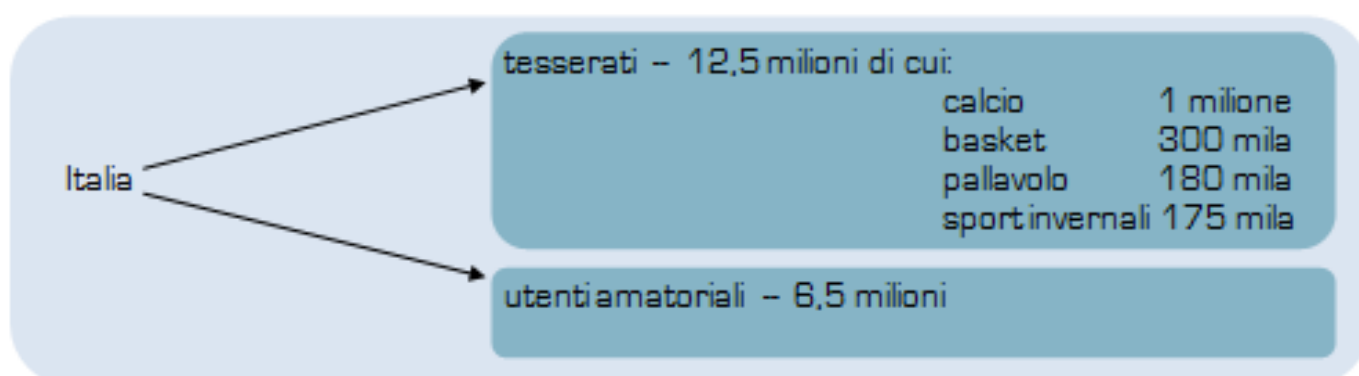 tesserati – 12,5 milioni di cui:
calcio 1 milione
basket 300 mila
pallavolo 180 mila
sport invernali 175 mila
Italia
utenti amatoriali – 6,5 milioni